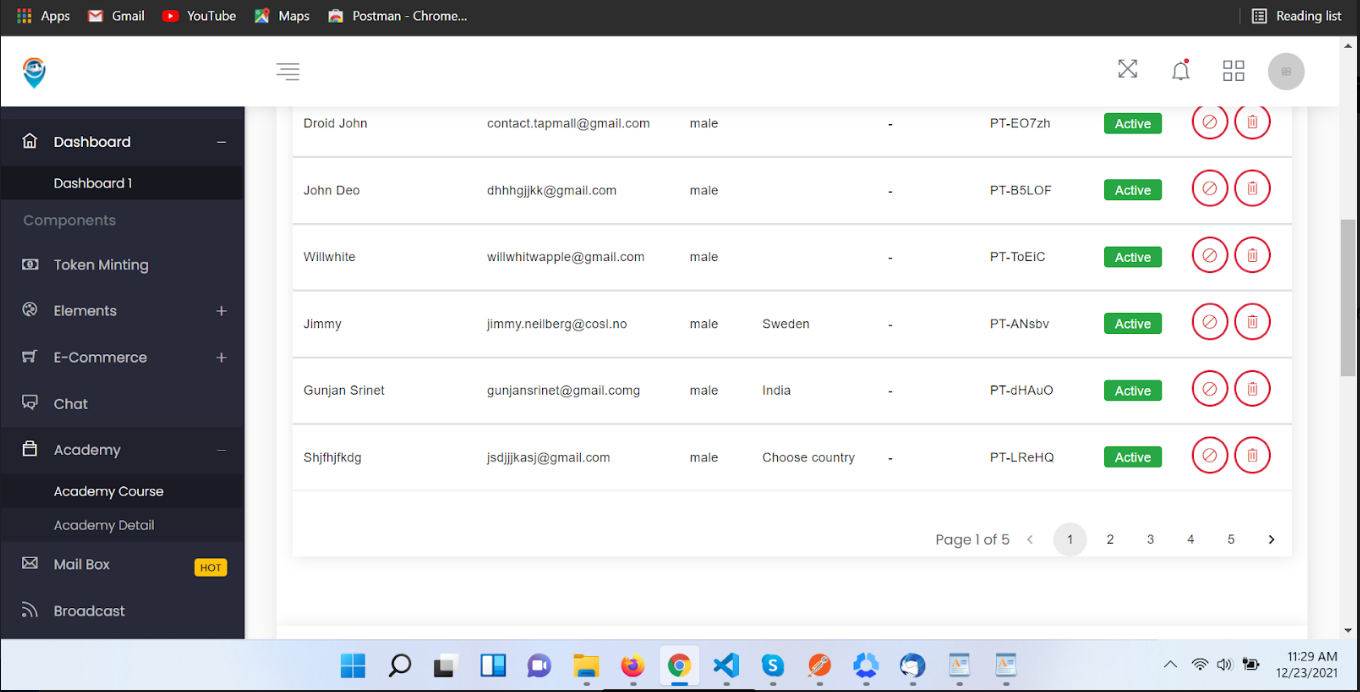 Apps Gmail YouTube Maps Postman - Chrome... Reading list
Droid John contact.tapmall@gmail.com male - PT-EO7zh Active
Dashboard –
John Deo dhhhgjjkk@gmail.com male - PT-B5LOF Active
Dashboard 1
Components
Willwhite willwhitwapple@gmail.com male - PT-ToEiC Active
Token Minting
Elements +
Jimmy jimmy.neilberg@cosl.no male Sweden - PT-ANsbv Active
E-Commerce +
Gunjan Srinet gunjansrinet@gmail.comg male India - PT-dHAuO Active
Chat
Academy –
Shjfhjfkdg jsdjjjkasj@gmail.com male Choose country - PT-LReHQ Active
Academy Course
Academy Detail
Page 1 of 5 ‹ 1 2 3 4 5 ›
Mail Box HOT
Broadcast
11:29 AM
12/23/2021